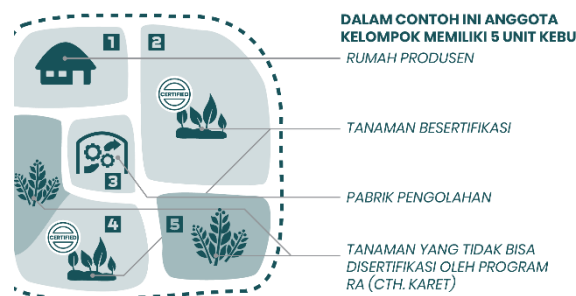 DALAM CONTOH INI ANGGOTA
KELOMPOK MEMILIKI 5 UNIT KEBU
RUMAH PRODUSEN
TANAMAN BESERTIFIKASI
PABRIK PENGOLAHAN
TANAMAN YANG TIDAK BISA
DISERTIFIKASI OLEH PROGRAM
RA (CTH. KARET)
1
2
CERTIFIED
3
4
5
CERTIFIED